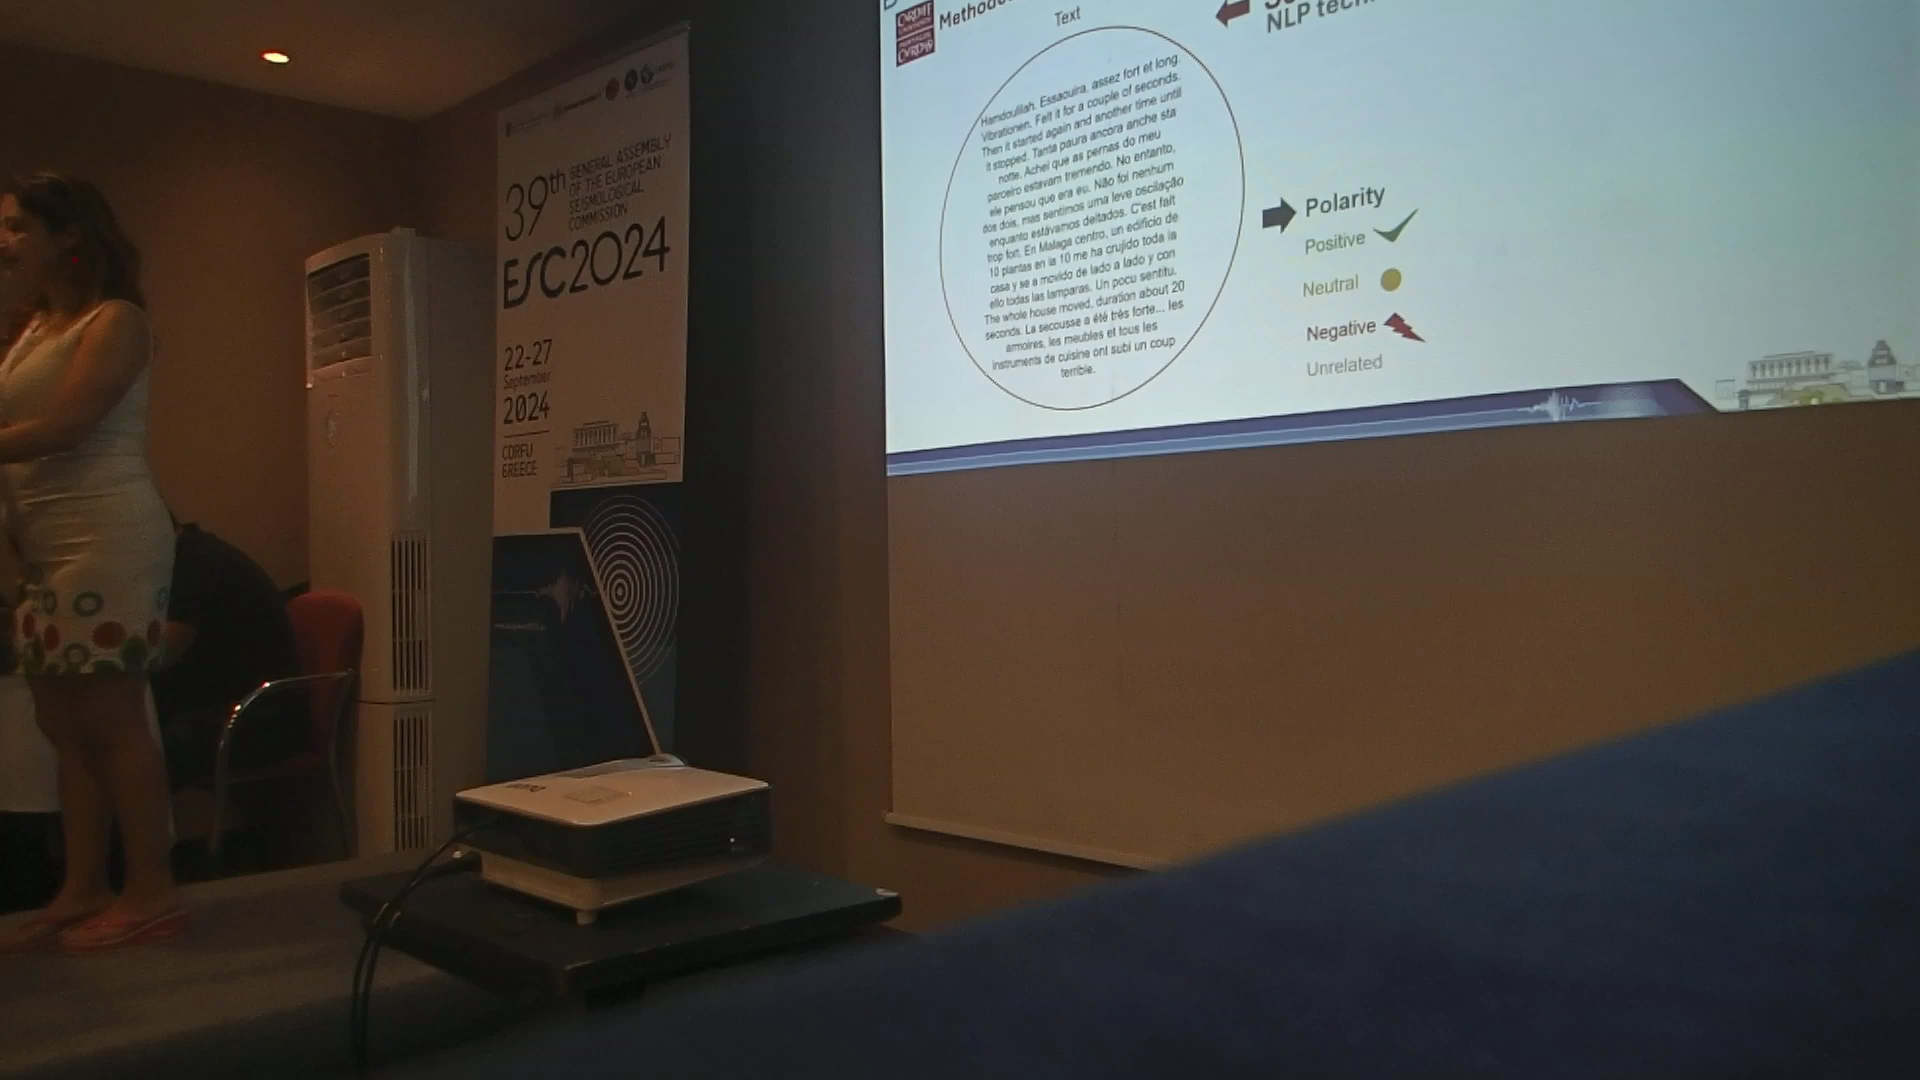 CARDIFF
UNIVERSITY
PRIFYSGOL
CAERDYDD
Text
NLP
Hamdoulilah. Essaouira, assez fort et long.
Vibrationen. Felt it for a couple of seconds.
Then it started again and another time until
it stopped. Tanta paura ancora anche sta
notte. Achei que as pernas do meu
parceiro estavam tremendo. No entanto,
ele pensou que era eu. Não foi nenhum
dos dois, mas sentimos uma leve oscilação
enquanto estávamos deitados. C'est fait
trop fort. En Malaga centro, un edificio de
10 plantas en la 10 me ha crujido toda la
casa y se a movido de lado a lado y con
ello todas las lamparas. Un pocu sentitu.
The whole house moved, duration about 20
seconds. La secousse a été très forte... les
armoires, les meubles et tous les
instruments de cuisine ont subi un coup
terrible.
Polarity
Positive
Neutral
Negative
Unrelated
39th GENERAL ASSEMBLY
OF THE EUROPEAN
SEISMOLOGICAL
COMMISSION
ESC2024
22-27
September
2024
CORFU
GREECE